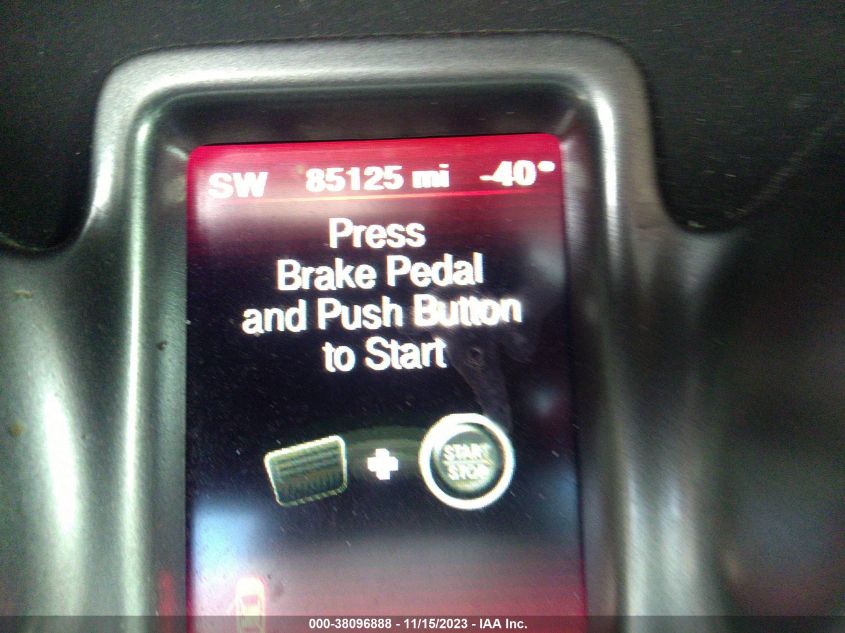 SW 85125 mi -40°
Press
Brake Pedal
and Push Button
to Start
START
STOP
000-38096888 - 11/15/2023 - IAA Inc.